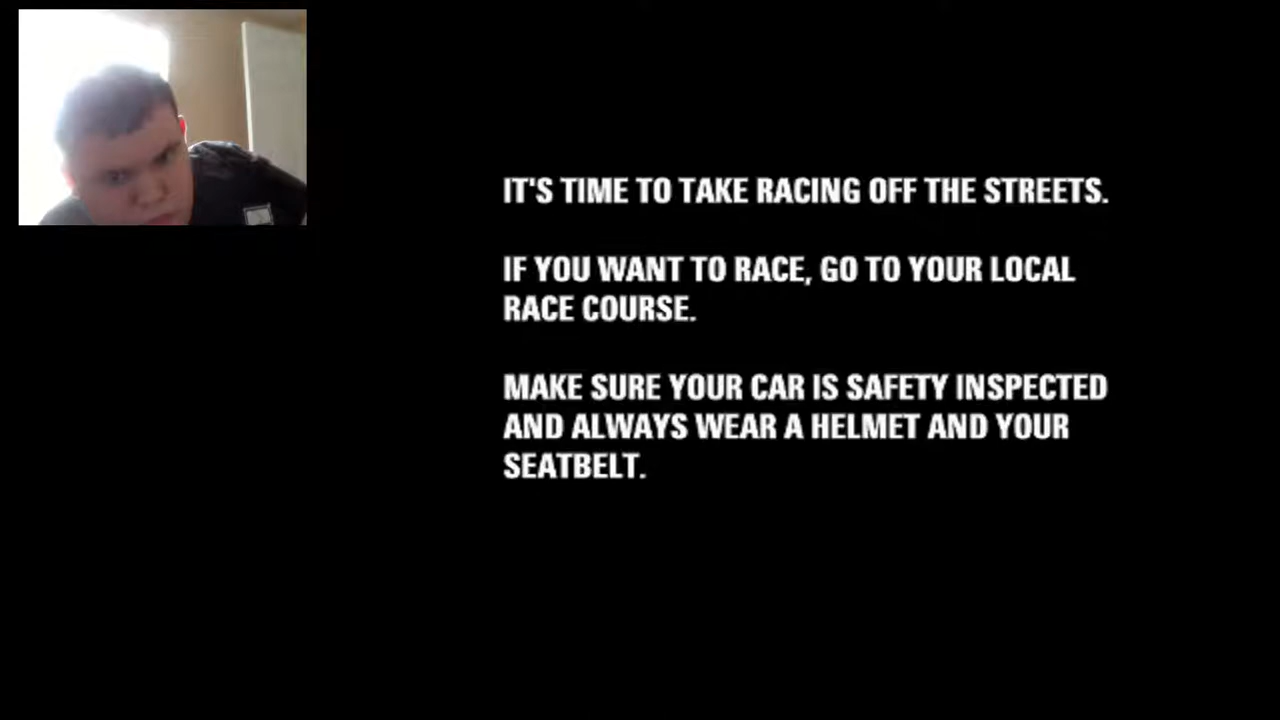 IT'S TIME TO TAKE RACING OFF THE STREETS.
IF YOU WANT TO RACE, GO TO YOUR LOCAL
RACE COURSE.
MAKE SURE YOUR CAR IS SAFETY INSPECTED
AND ALWAYS WEAR A HELMET AND YOUR
SEATBELT.